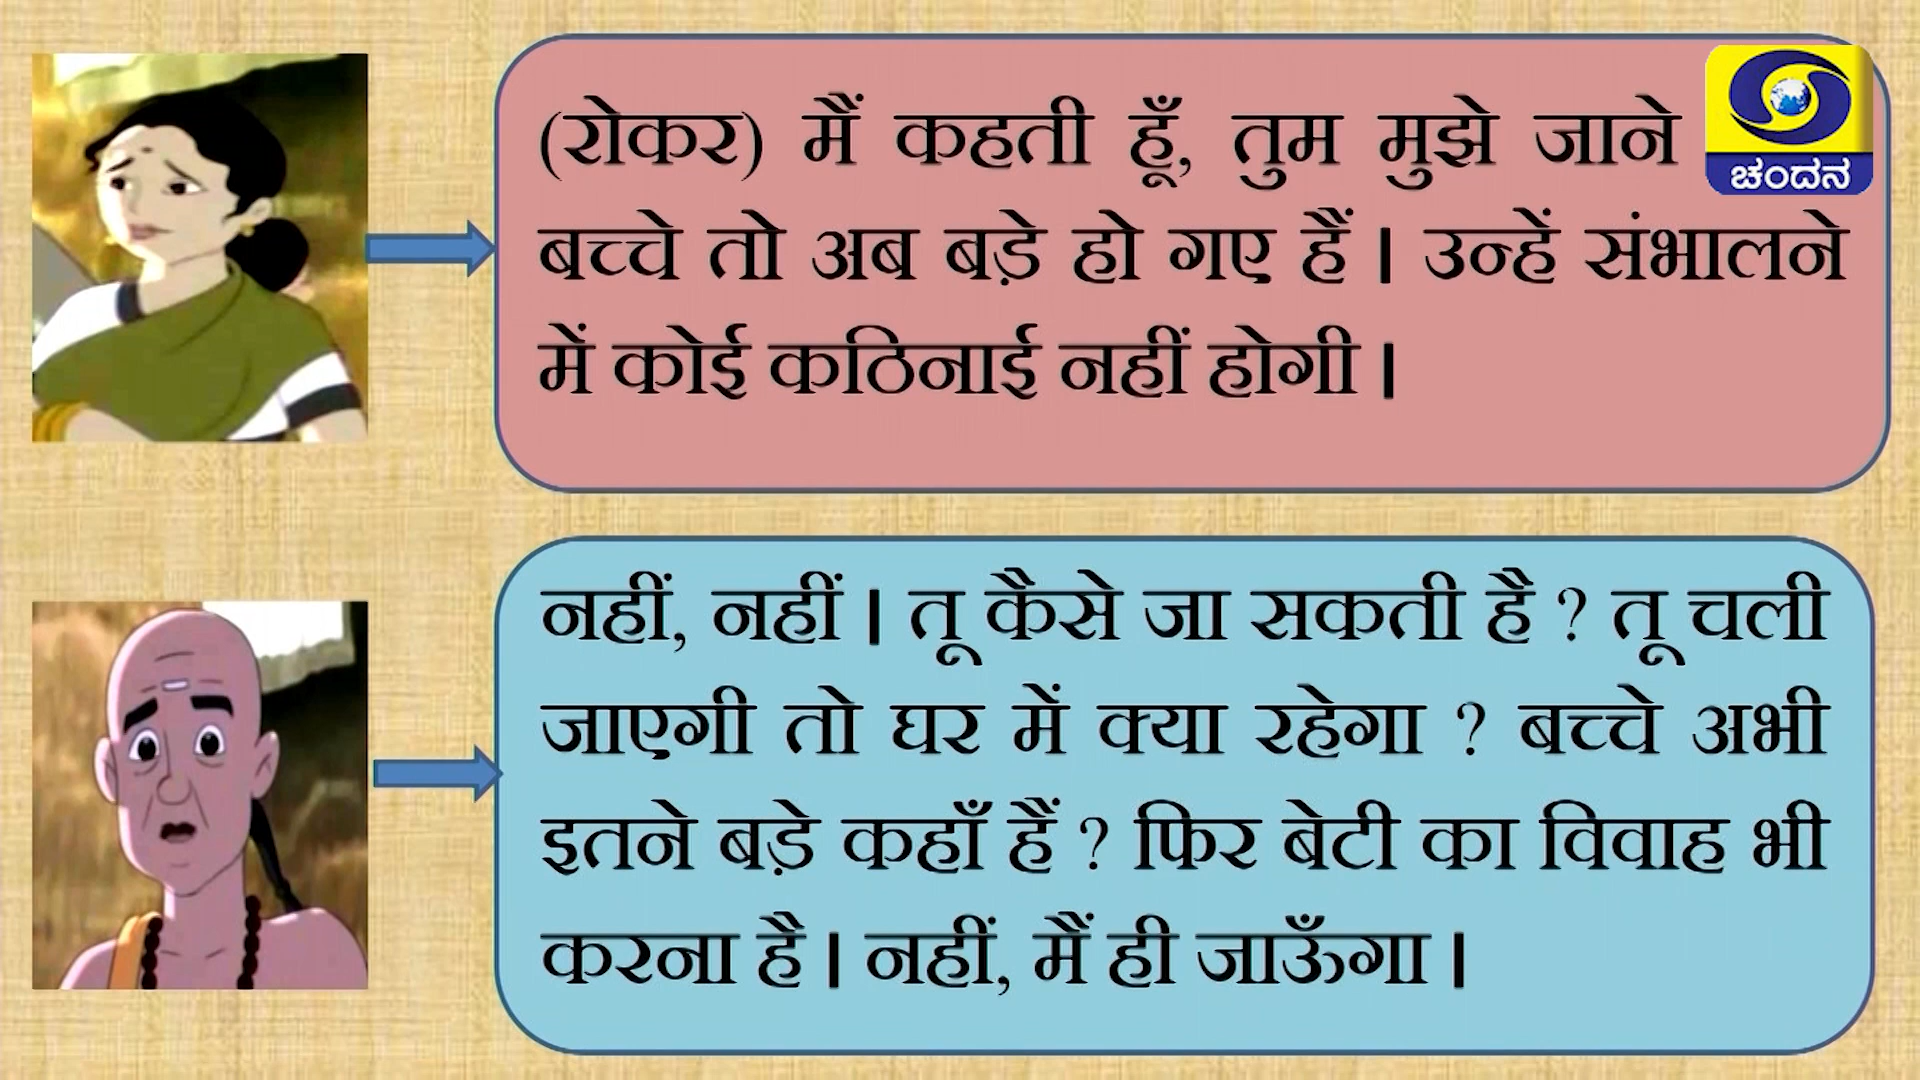 (रोकर) मैं कहती हूँ, तुम मुझे जाने
ಚಂದನ
बच्चे तो अब बड़े हो गए हैं । उन्हें संभालने
में कोई कठिनाई नहीं होगी ।
नहीं, नहीं । तू कैसे जा सकती है ? तू चली
जाएगी तो घर में क्या रहेगा ? बच्चे अभी
इतने बड़े कहाँ हैं ? फिर बेटी का विवाह भी
करना है । नहीं, मैं ही जाऊँगा ।